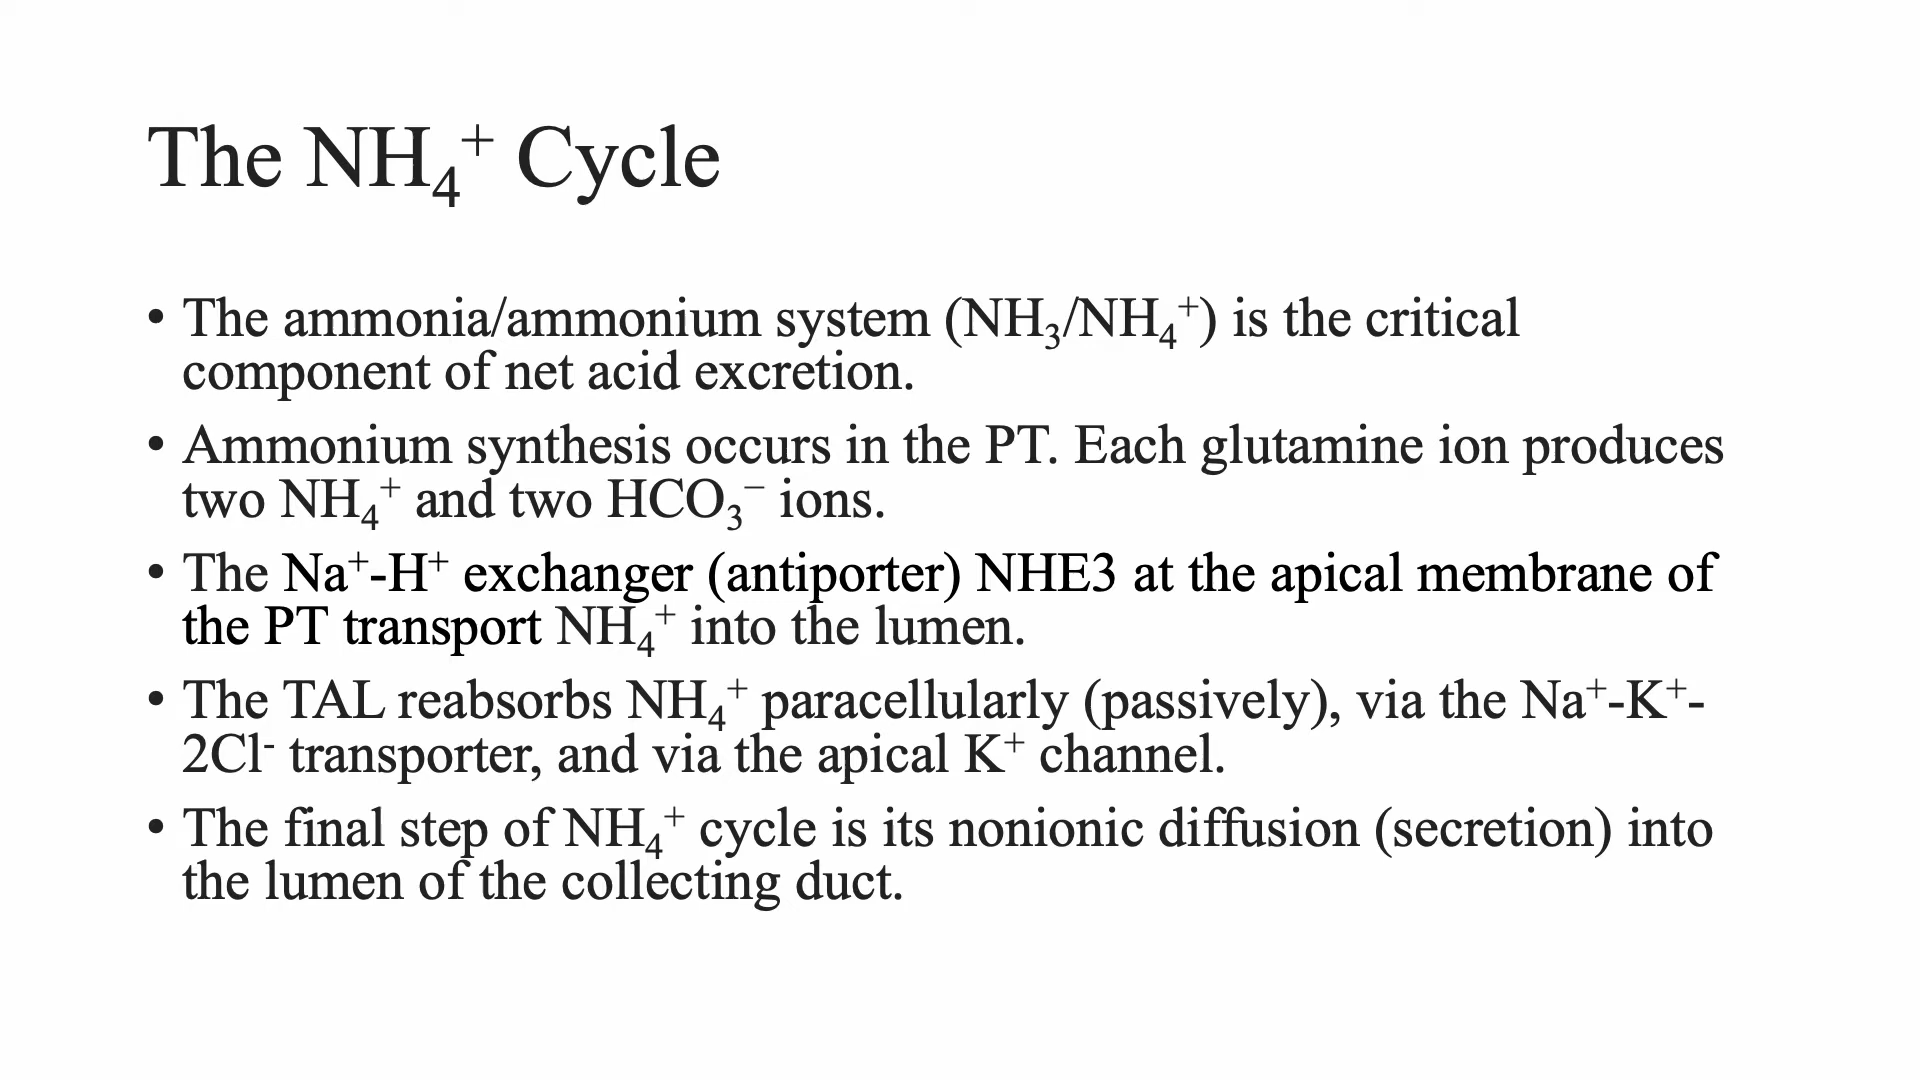 The NH₄⁺ Cycle
• The ammonia/ammonium system (NH₃/NH₄⁺) is the critical
component of net acid excretion.
• Ammonium synthesis occurs in the PT. Each glutamine ion produces
two NH₄⁺ and two HCO₃⁻ ions.
• The Na⁺-H⁺ exchanger (antiporter) NHE3 at the apical membrane of
the PT transport NH₄⁺ into the lumen.
• The TAL reabsorbs NH₄⁺ paracellularly (passively), via the Na⁺-K⁺-
2Cl⁻ transporter, and via the apical K⁺ channel.
• The final step of NH₄⁺ cycle is its nonionic diffusion (secretion) into
the lumen of the collecting duct.